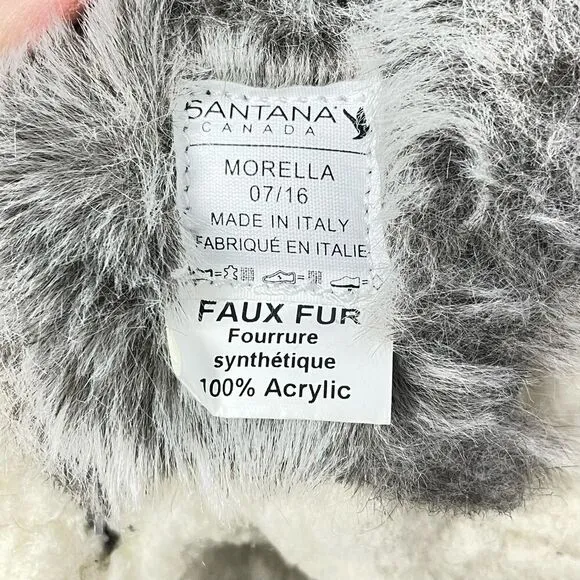 SANTANA
CANADA
MORELLA
07/16
MADE IN ITALY
FABRIQUÉ EN ITALIE
FAUX FUR
Fourrure
synthétique
100% Acrylic